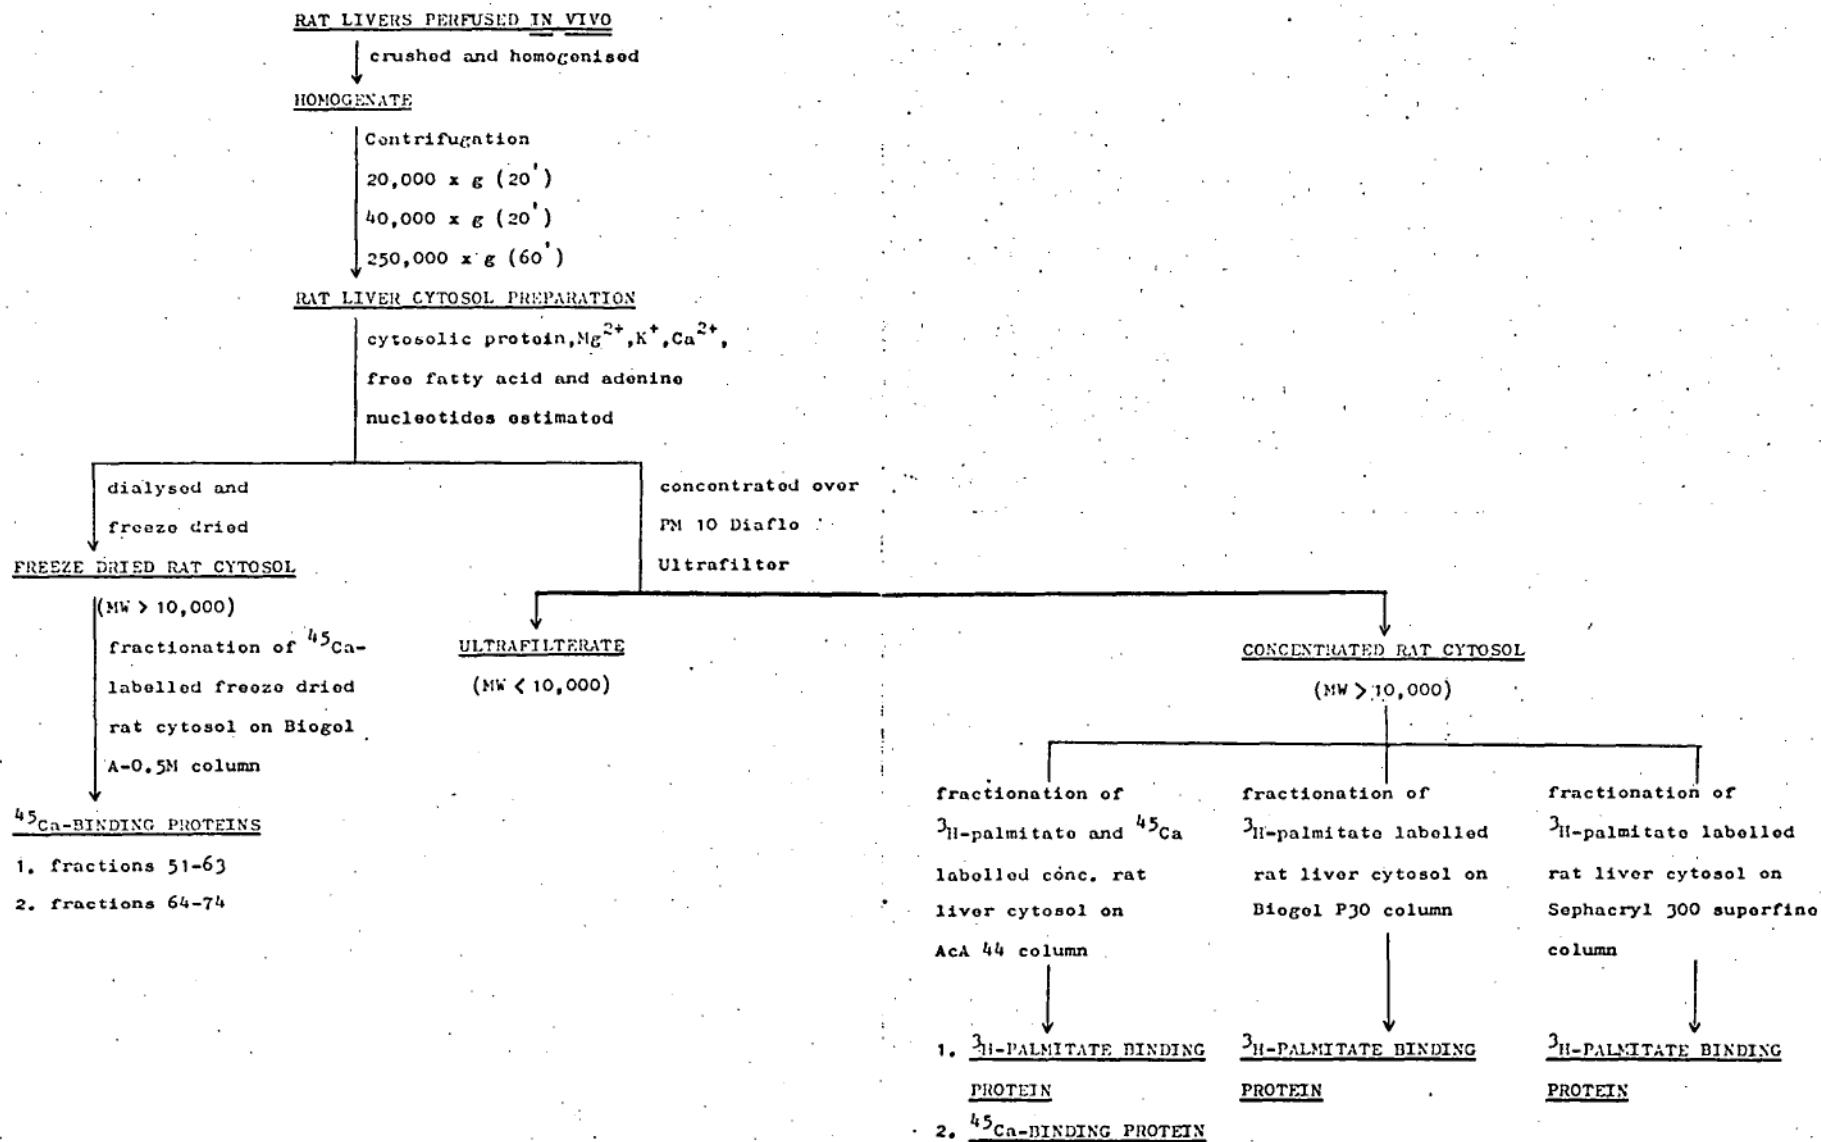 RAT LIVERS PERFUSED IN VIVO
crushed and homogenised
HOMOGENATE
Centrifugation
20,000 x g (20')
40,000 x g (20')
250,000 x g (60')
RAT LIVER CYTOSOL PREPARATION
cytosolic protein, Mg²⁺, K⁺, Ca²⁺,
free fatty acid and adenine
nucleotides estimated
dialysed and
freeze dried
FREEZE DRIED RAT CYTOSOL
(MW > 10,000)
fractionation of ⁴⁵Ca-
labelled freeze dried
rat cytosol on Biogel
A-0.5M column
⁴⁵Ca-BINDING PROTEINS
1. fractions 51-63
2. fractions 64-74
concentrated over
PM 10 Diaflo
Ultrafilter
ULTRAFILTERATE
(MW < 10,000)
CONCENTRATED RAT CYTOSOL
(MW > 10,000)
fractionation of
³H-palmitate and ⁴⁵Ca
labelled conc. rat
liver cytosol on
AcA 44 column
1. ³H-PALMITATE BINDING
PROTEIN
2. ⁴⁵Ca-BINDING PROTEIN
fractionation of
³H-palmitate labelled
rat liver cytosol on
Biogel P30 column
³H-PALMITATE BINDING
PROTEIN
fractionation of
³H-palmitate labelled
rat liver cytosol on
Sephacryl 300 superfine
column
³H-PALMITATE BINDING
PROTEIN